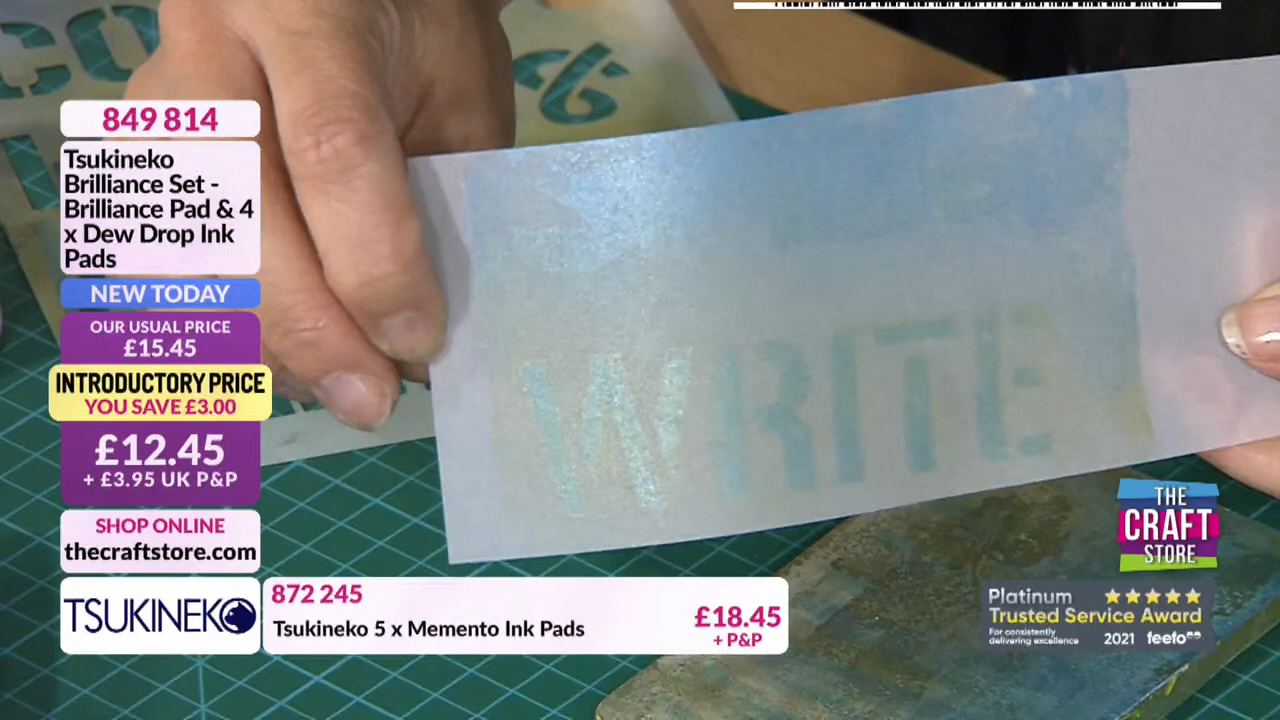 849 814
Tsukineko
Brilliance Set -
Brilliance Pad & 4
x Dew Drop Ink
Pads
NEW TODAY
OUR USUAL PRICE
£15.45
INTRODUCTORY PRICE
YOU SAVE £3.00
£12.45
+ £3.95 UK P&P
SHOP ONLINE
thecraftstore.com
TSUKINEKO
872 245
Tsukineko 5 x Memento Ink Pads
£18.45
+ P&P
WRITE
THE
CRAFT
STORE
Platinum
Trusted Service Award
For consistently
delivering excellence
2021 feefo